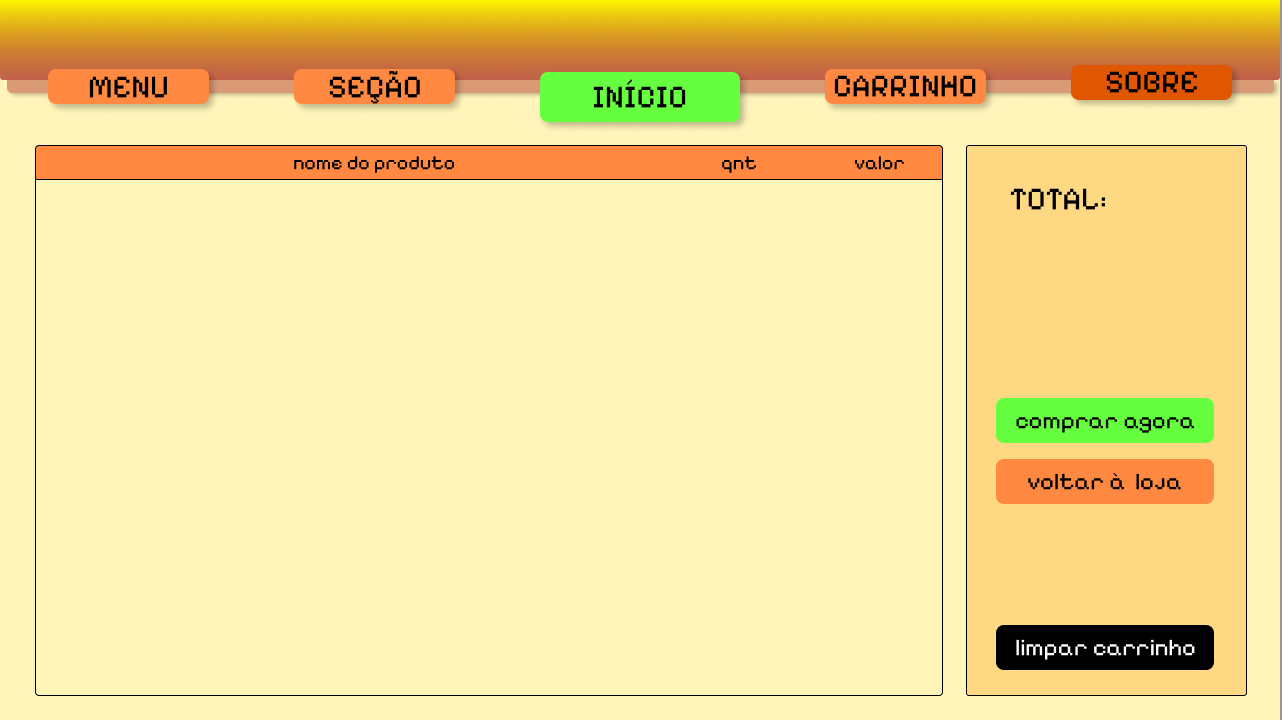 MENU
SEÇÃO
INÍCIO
CARRINHO
SOBRE
nome do produto
qnt
valor
TOTAL:
comprar agora
voltar à loja
limpar carrinho